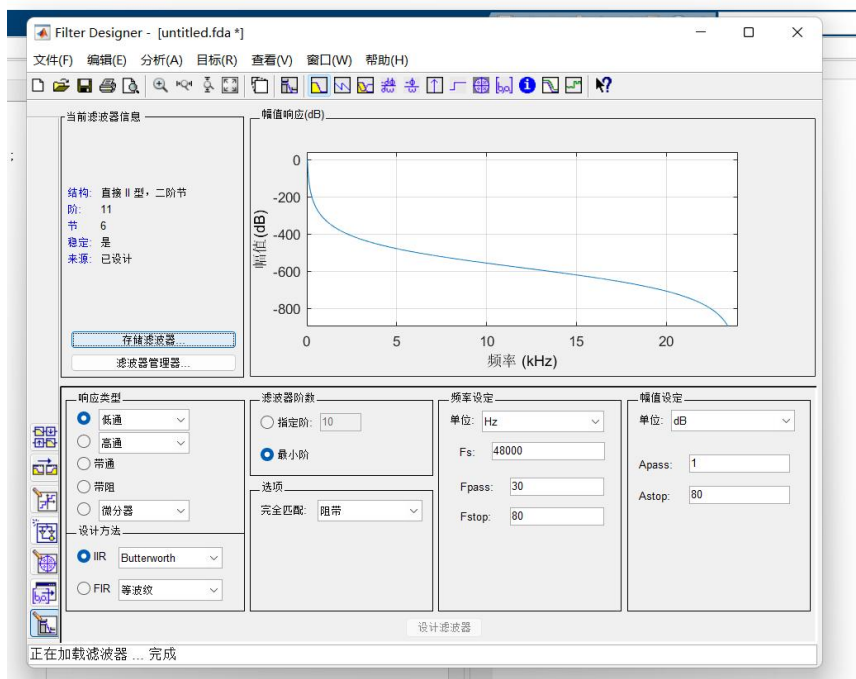 Filter Designer - [untitled.fda *]
文件(F) 编辑(E) 分析(A) 目标(R) 查看(V) 窗口(W) 帮助(H)
;
当前滤波器信息
结构: 直接 II 型，二阶节
阶: 11
节 6
稳定: 是
来源: 已设计
存储滤波器...
滤波器管理器...
幅值响应(dB)
幅值(dB)
0
-200
-400
-600
-800
0 5 10 15 20
频率 (kHz)
响应类型
低通
高通
带通
带阻
微分器
设计方法
IIR Butterworth
FIR 等波纹
滤波器阶数
指定阶: 10
最小阶
选项
完全匹配: 阻带
频率设定
单位: Hz
Fs: 48000
Fpass: 30
Fstop: 80
幅值设定
单位: dB
Apass: 1
Astop: 80
设计滤波器
正在加载滤波器 ... 完成